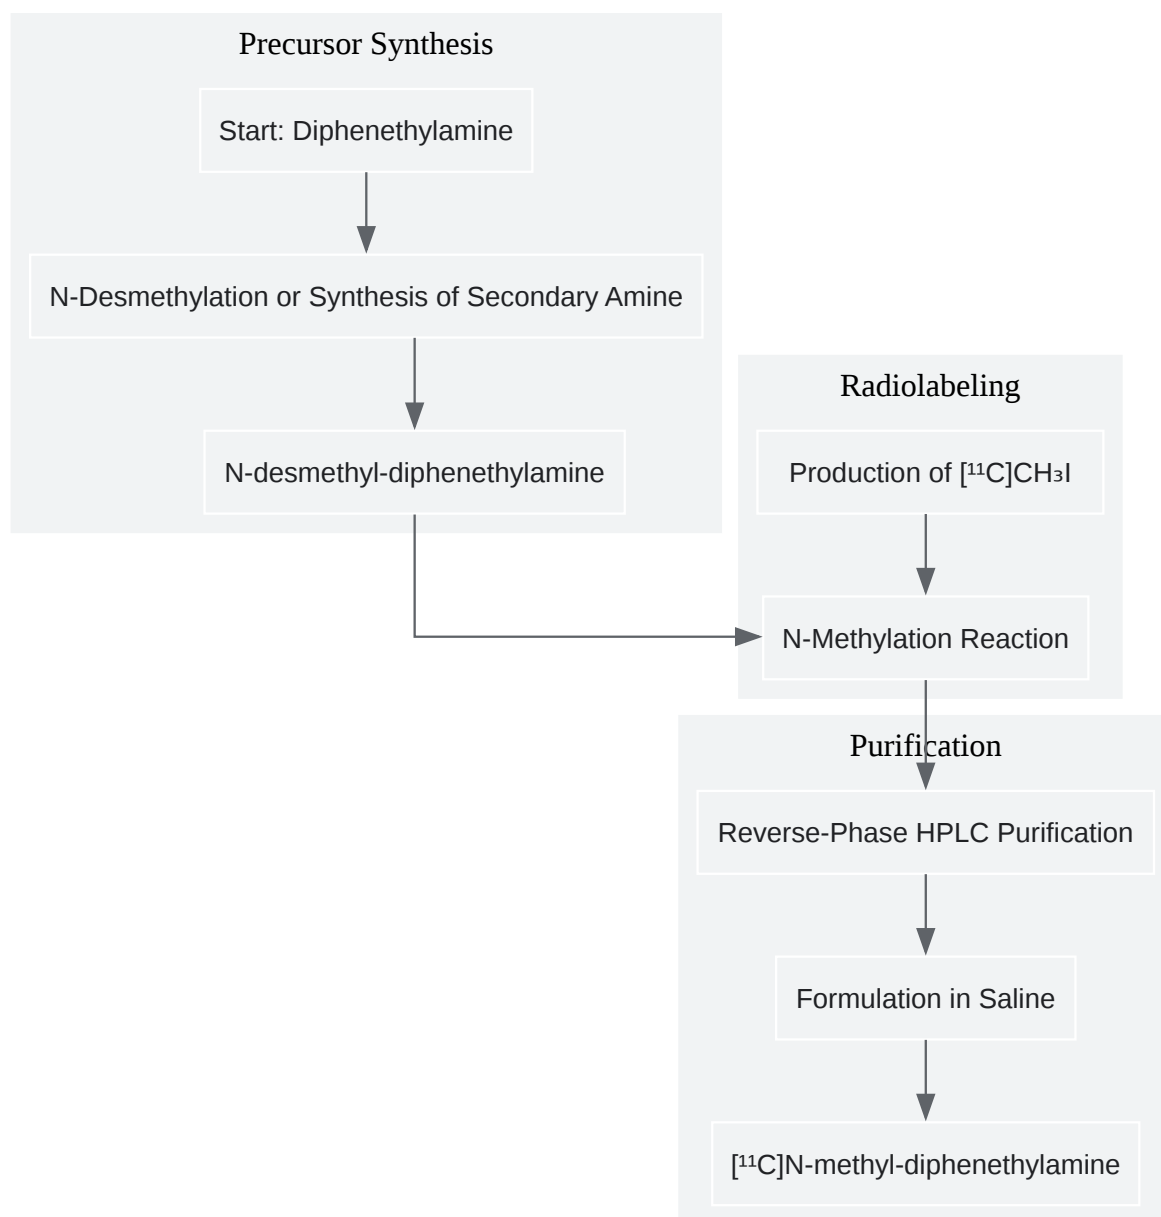 Precursor Synthesis
Start: Diphenethylamine
N-Desmethylation or Synthesis of Secondary Amine
N-desmethyl-diphenethylamine
Radiolabeling
Production of [¹¹C]CH₃I
N-Methylation Reaction
Purification
Reverse-Phase HPLC Purification
Formulation in Saline
[¹¹C]N-methyl-diphenethylamine